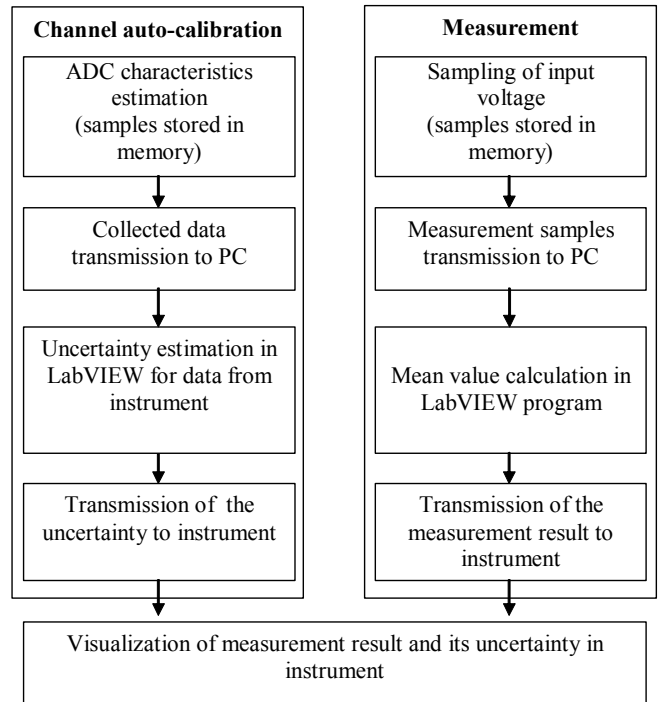 Channel auto-calibration
ADC characteristics
estimation
(samples stored in
memory)
Collected data
transmission to PC
Uncertainty estimation in
LabVIEW for data from
instrument
Transmission of the
uncertainty to instrument
Measurement
Sampling of input
voltage
(samples stored in
memory)
Measurement samples
transmission to PC
Mean value calculation in
LabVIEW program
Transmission of the
measurement result to
instrument
Visualization of measurement result and its uncertainty in
instrument